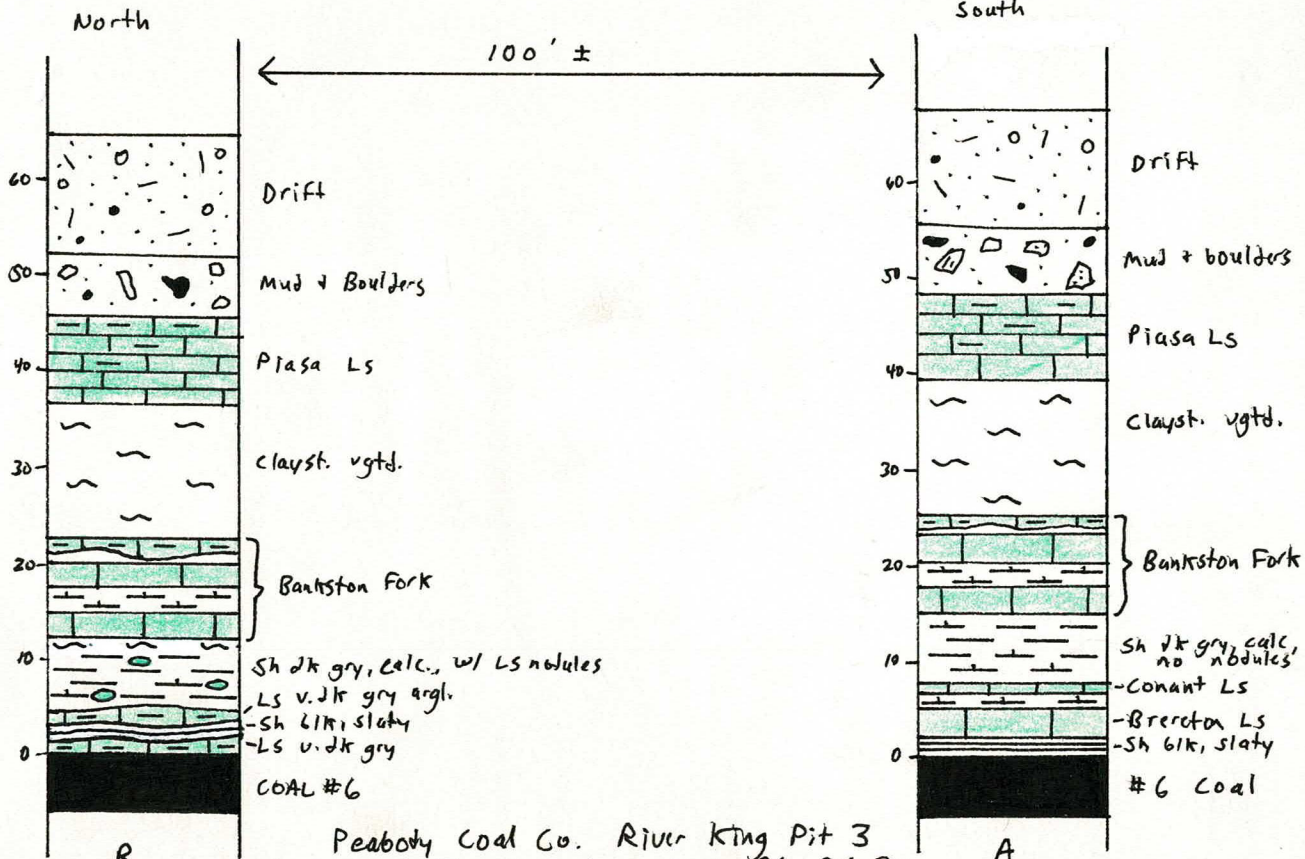 North
South
100' ±
60
50
40
30
20
10
0
Drift
Mud & Boulders
Piasa Ls
Clayst. vgtd.
Bankston Fork
Sh dk gry, calc., w/ Ls nodules
Ls v. dk gry argl.
Sh blk, slaty
Ls v. dk gry
COAL #6
B
60
50
40
30
20
10
0
Drift
Mud & boulders
Piasa Ls
Clayst. vgtd.
Bankston Fork
Sh dk gry, calc,
no nodules
Conant Ls
Brereton Ls
Sh blk, slaty
#6 Coal
A
Peabody Coal Co. River King Pit 3